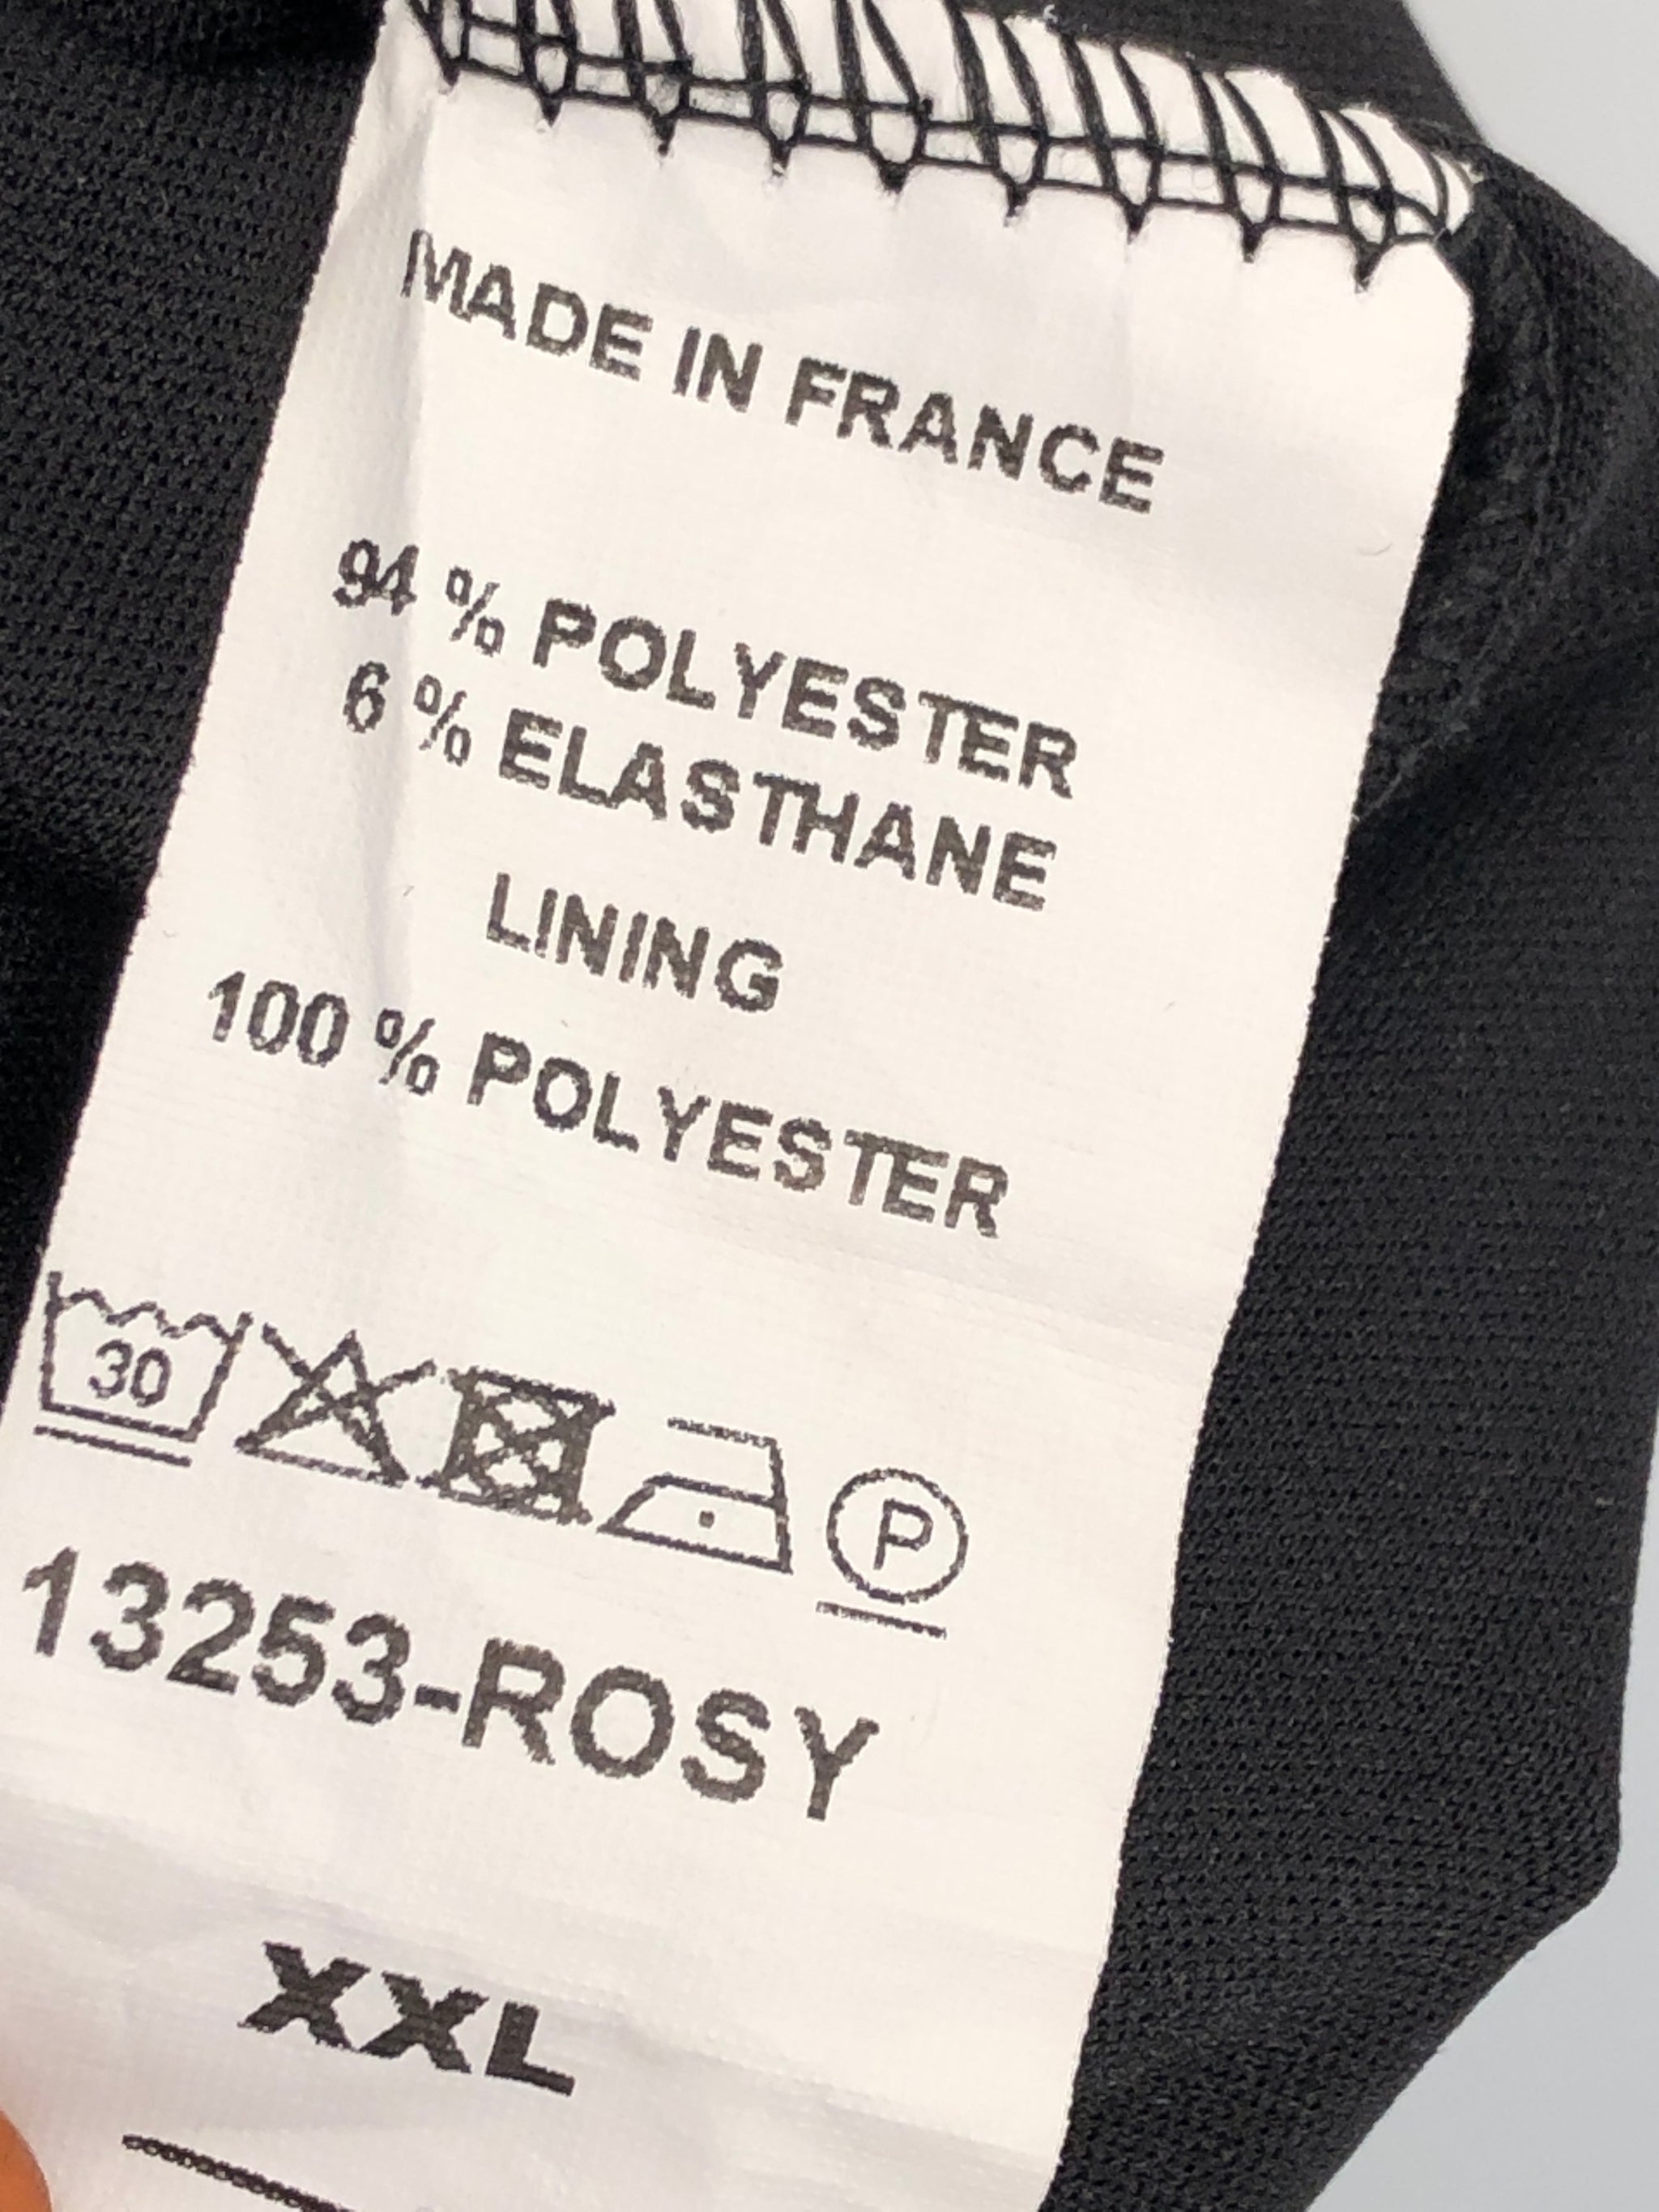 MADE IN FRANCE
94 % POLYESTER
6 % ELASTHANE
LINING
100 % POLYESTER
30
P
13253-ROSY
XXL